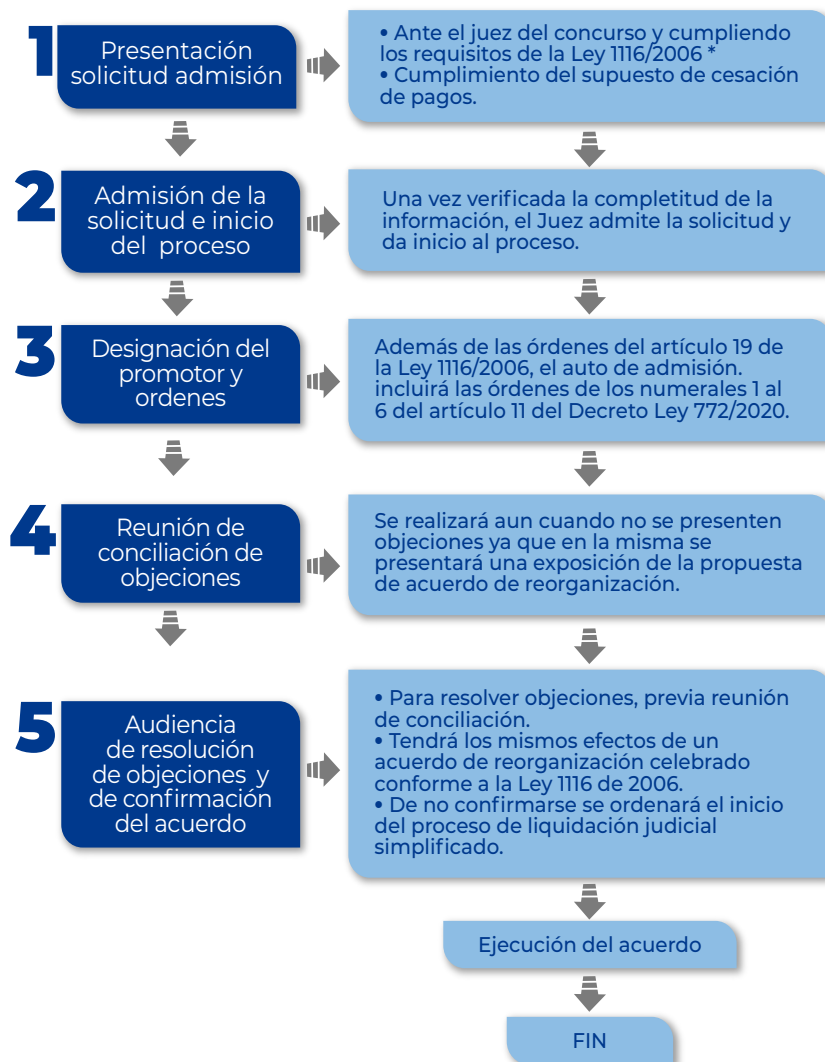 1
Presentación
solicitud admisión
• Ante el juez del concurso y cumpliendo
los requisitos de la Ley 1116/2006 *
• Cumplimiento del supuesto de cesación
de pagos.
2
Admisión de la
solicitud e inicio
del proceso
Una vez verificada la completitud de la
información, el Juez admite la solicitud y
da inicio al proceso.
3
Designación del
promotor y
ordenes
Además de las órdenes del artículo 19 de
la Ley 1116/2006, el auto de admisión.
incluirá las órdenes de los numerales 1 al
6 del artículo 11 del Decreto Ley 772/2020.
4
Reunión de
conciliación de
objeciones
Se realizará aun cuando no se presenten
objeciones ya que en la misma se
presentará una exposición de la propuesta
de acuerdo de reorganización.
5
Audiencia
de resolución
de objeciones y
de confirmación
del acuerdo
• Para resolver objeciones, previa reunión
de conciliación.
• Tendrá los mismos efectos de un
acuerdo de reorganización celebrado
conforme a la Ley 1116 de 2006.
• De no confirmarse se ordenará el inicio
del proceso de liquidación judicial
simplificado.
Ejecución del acuerdo
FIN